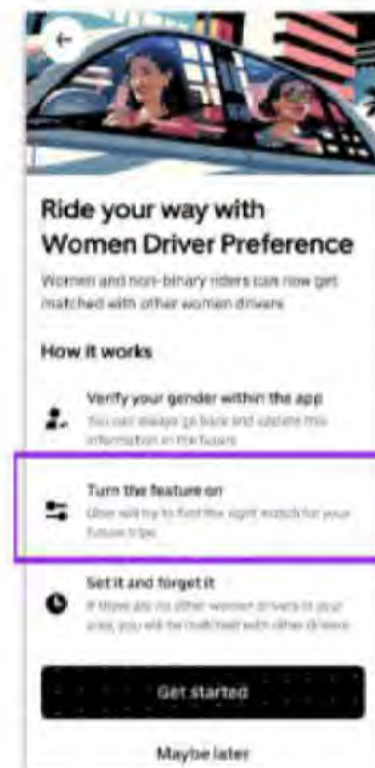 Ride your way with
Women Driver Preference
Women and non-binary riders can now get
matched with other women drivers
How it works
Verify your gender within the app
You can always go back and update this
information in the future
Turn the feature on
Uber will try to find the right match for your
future trips
Set it and forget it
If there are no other women drivers in your
area, you will be matched with other drivers
Get started
Maybe later